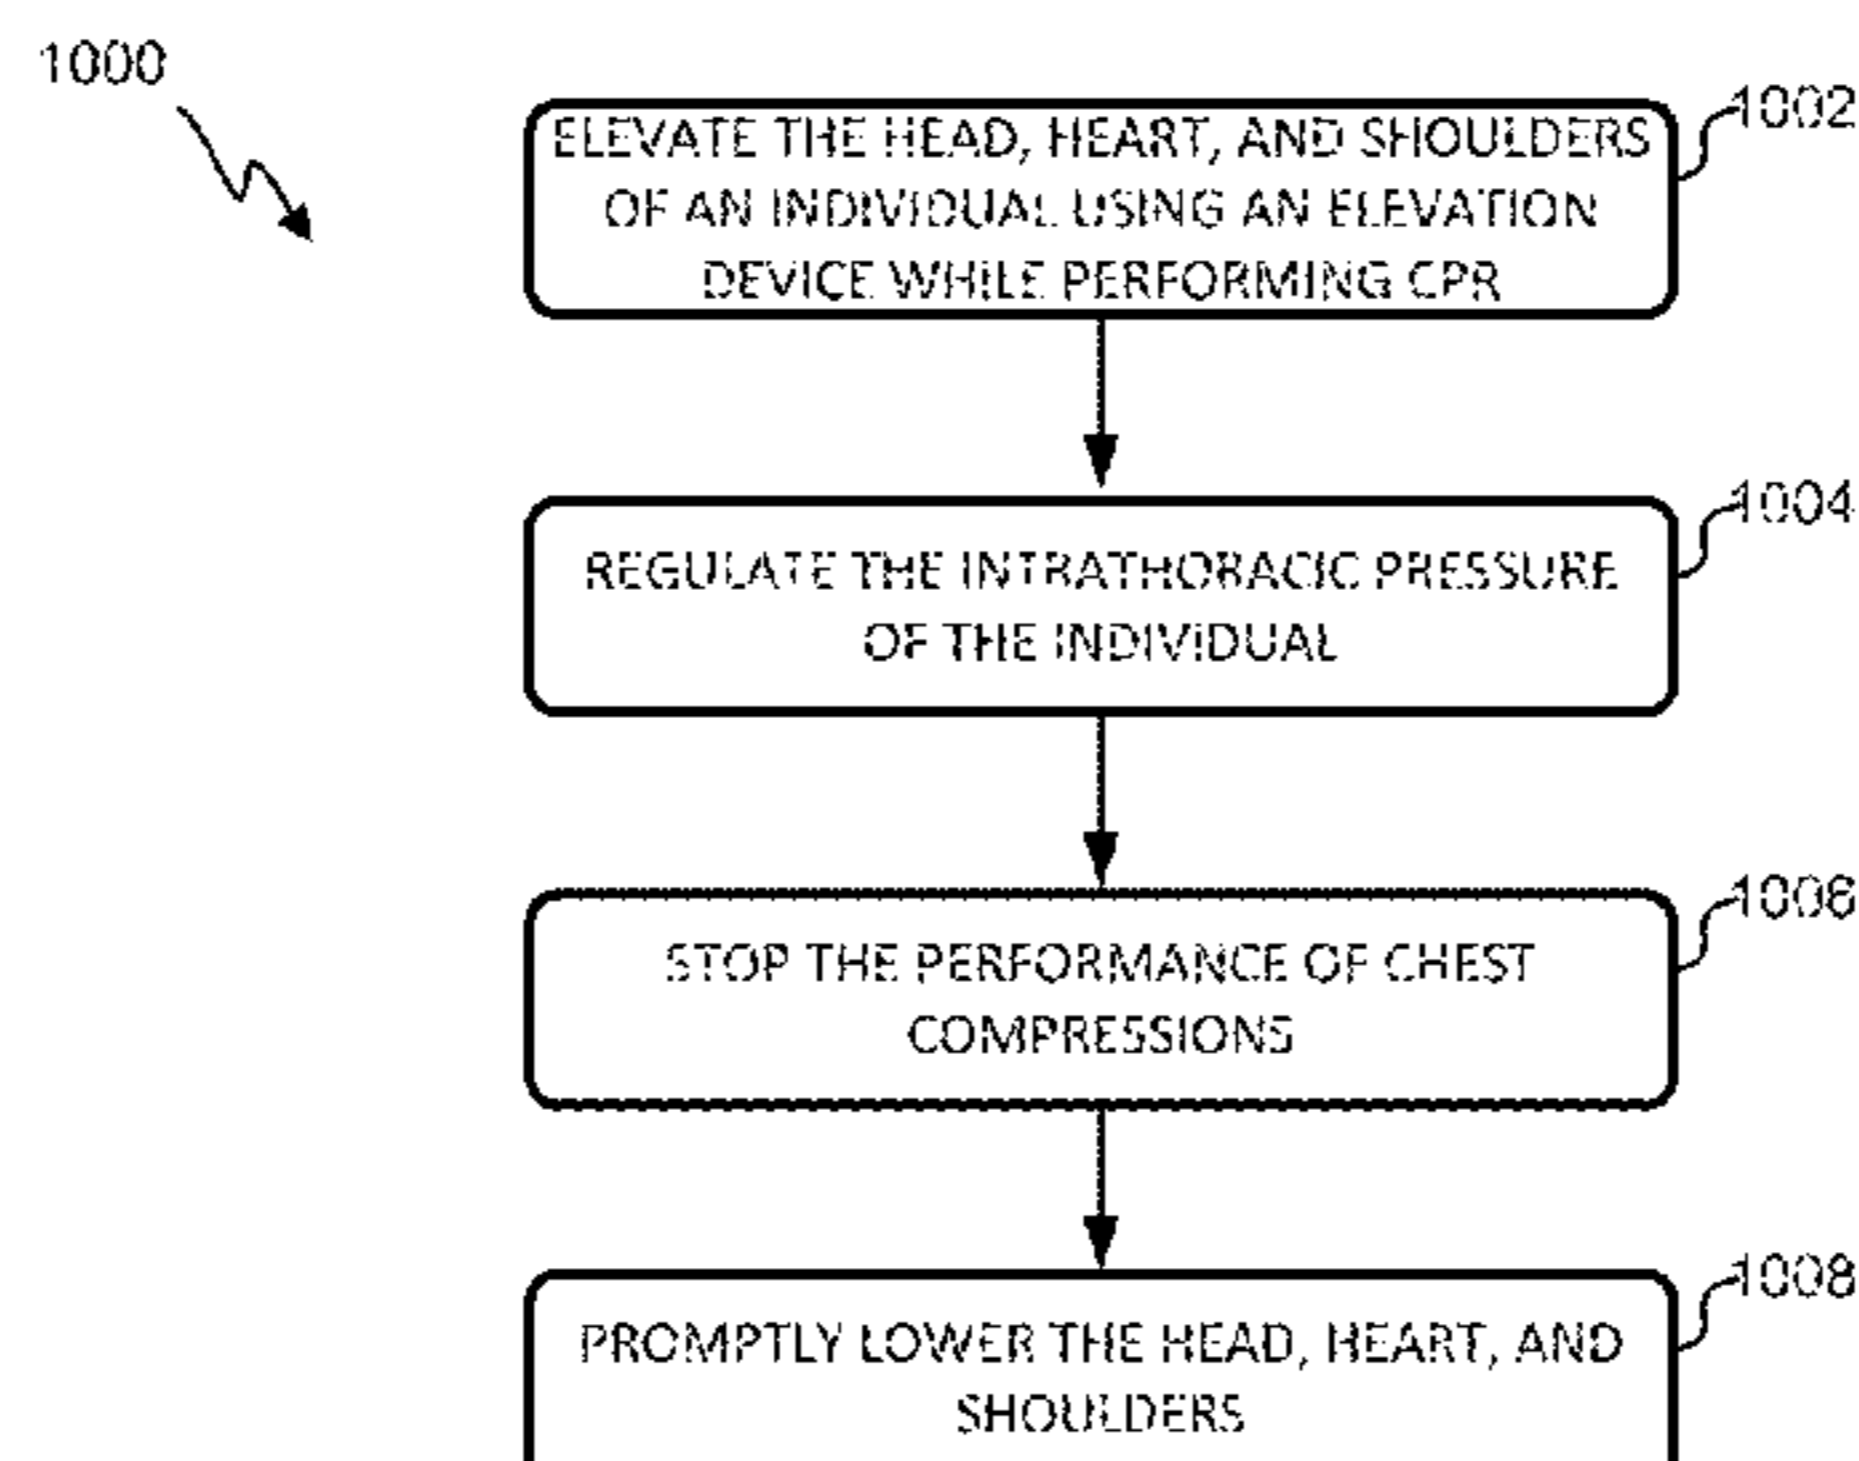 1000
1002
ELEVATE THE HEAD, HEART, AND SHOULDERS
OF AN INDIVIDUAL USING AN ELEVATION
DEVICE WHILE PERFORMING CPR
1004
REGULATE THE INTRATHORACIC PRESSURE
OF THE INDIVIDUAL
1006
STOP THE PERFORMANCE OF CHEST
COMPRESSIONS
1008
PROMPTLY LOWER THE HEAD, HEART, AND
SHOULDERS